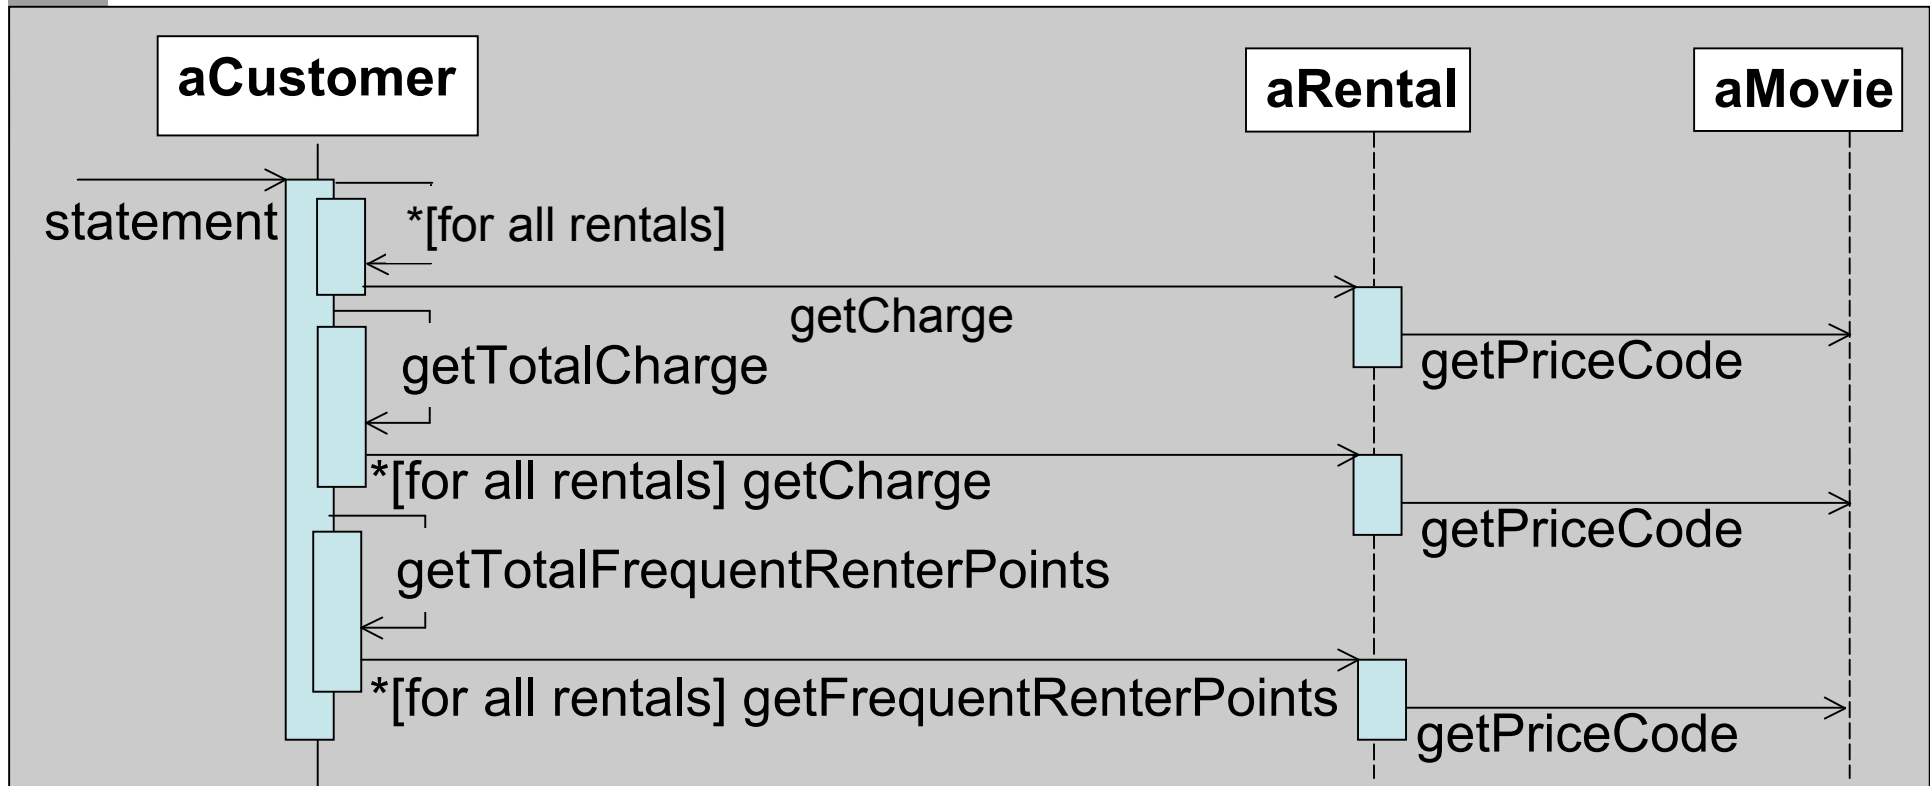 aCustomer
aRental
aMovie
statement
*[for all rentals]
getCharge
getPriceCode
getTotalCharge
*[for all rentals] getCharge
getPriceCode
getTotalFrequentRenterPoints
*[for all rentals] getFrequentRenterPoints
getPriceCode